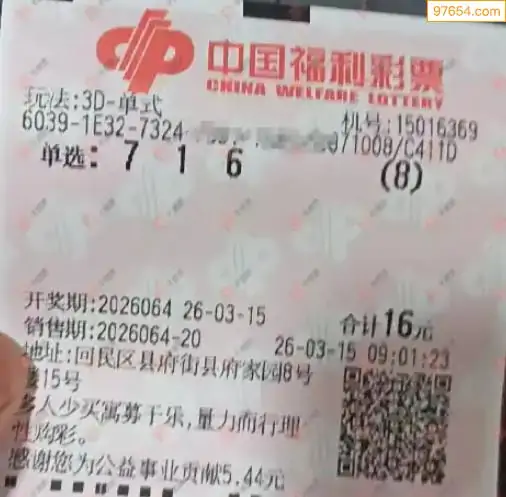 97654.com
中国福利彩票
CHINA WELFARE LOTTERY
玩法:3D-单式
机号:15016369
6039-1E32-7324 /1008/C411D
单选: 7 1 6 (8)
开奖期:2026064 26-03-15 合计16元
销售期:2026064-20 26-03-15 09:01:23
地址:回民区县府街县府家园8号
楼15号
多人少买寓募于乐,量力而行理
性购彩。
感谢您为公益事业贡献5.44元